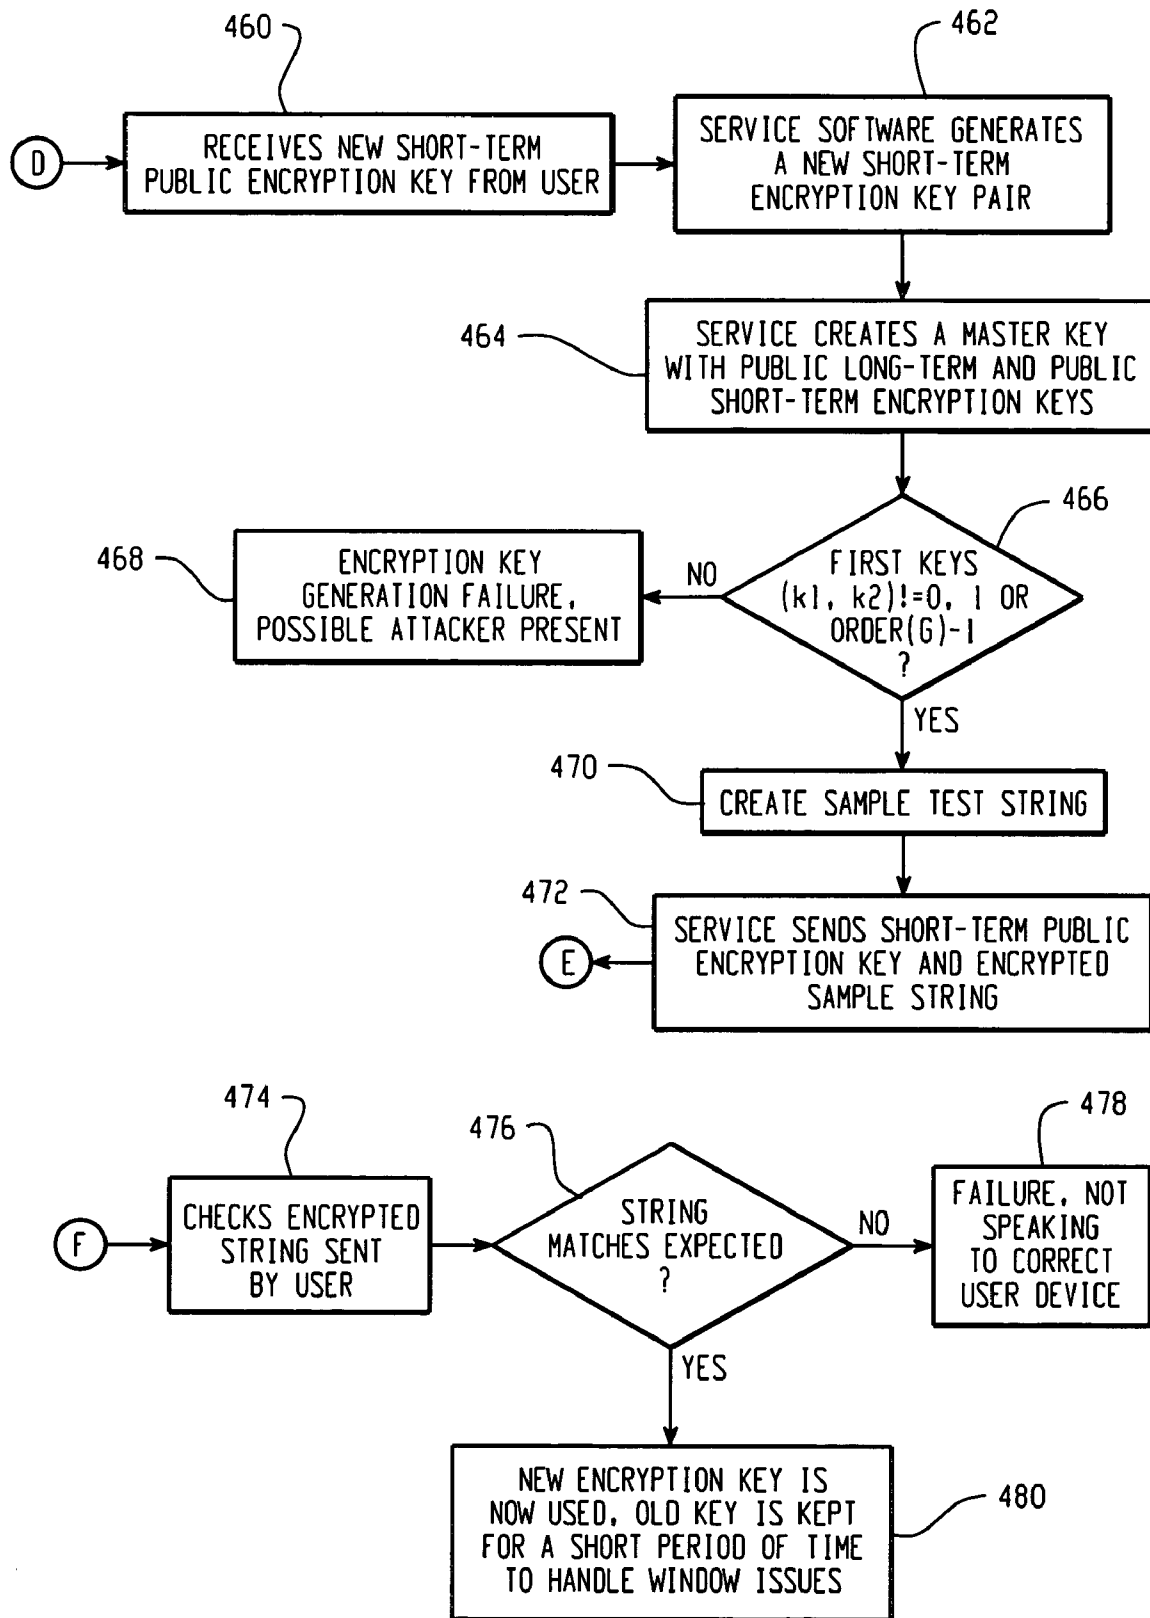 460
462
D
RECEIVES NEW SHORT-TERM
PUBLIC ENCRYPTION KEY FROM USER
SERVICE SOFTWARE GENERATES
A NEW SHORT-TERM
ENCRYPTION KEY PAIR
464
SERVICE CREATES A MASTER KEY
WITH PUBLIC LONG-TERM AND PUBLIC
SHORT-TERM ENCRYPTION KEYS
466
468
ENCRYPTION KEY
GENERATION FAILURE,
POSSIBLE ATTACKER PRESENT
NO
FIRST KEYS
(k1, k2)!=0, 1 OR
ORDER(G)-1
?
YES
470
CREATE SAMPLE TEST STRING
472
E
SERVICE SENDS SHORT-TERM PUBLIC
ENCRYPTION KEY AND ENCRYPTED
SAMPLE STRING
474
476
478
F
CHECKS ENCRYPTED
STRING SENT
BY USER
STRING
MATCHES EXPECTED
?
NO
FAILURE, NOT
SPEAKING
TO CORRECT
USER DEVICE
YES
NEW ENCRYPTION KEY IS
NOW USED, OLD KEY IS KEPT
FOR A SHORT PERIOD OF TIME
TO HANDLE WINDOW ISSUES
480